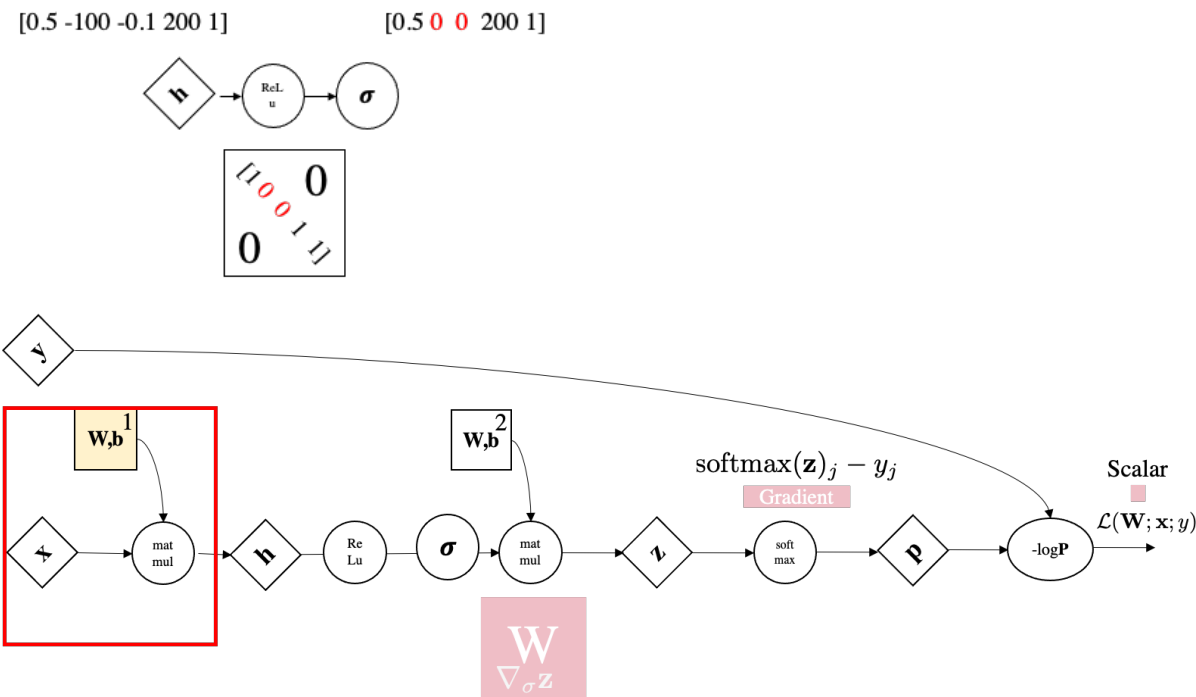 [0.5 -100 -0.1 200 1]
[0.5 0 0 200 1]
h
ReL
u
σ
[1 0 0 1 1]
0
0
y
W,b 1
W,b 2
softmax(z)_j − y_j
Gradient
Scalar
L(W; x; y)
x
mat
mul
h
Re
Lu
σ
mat
mul
z
soft
max
p
-logP
W
∇_σ z